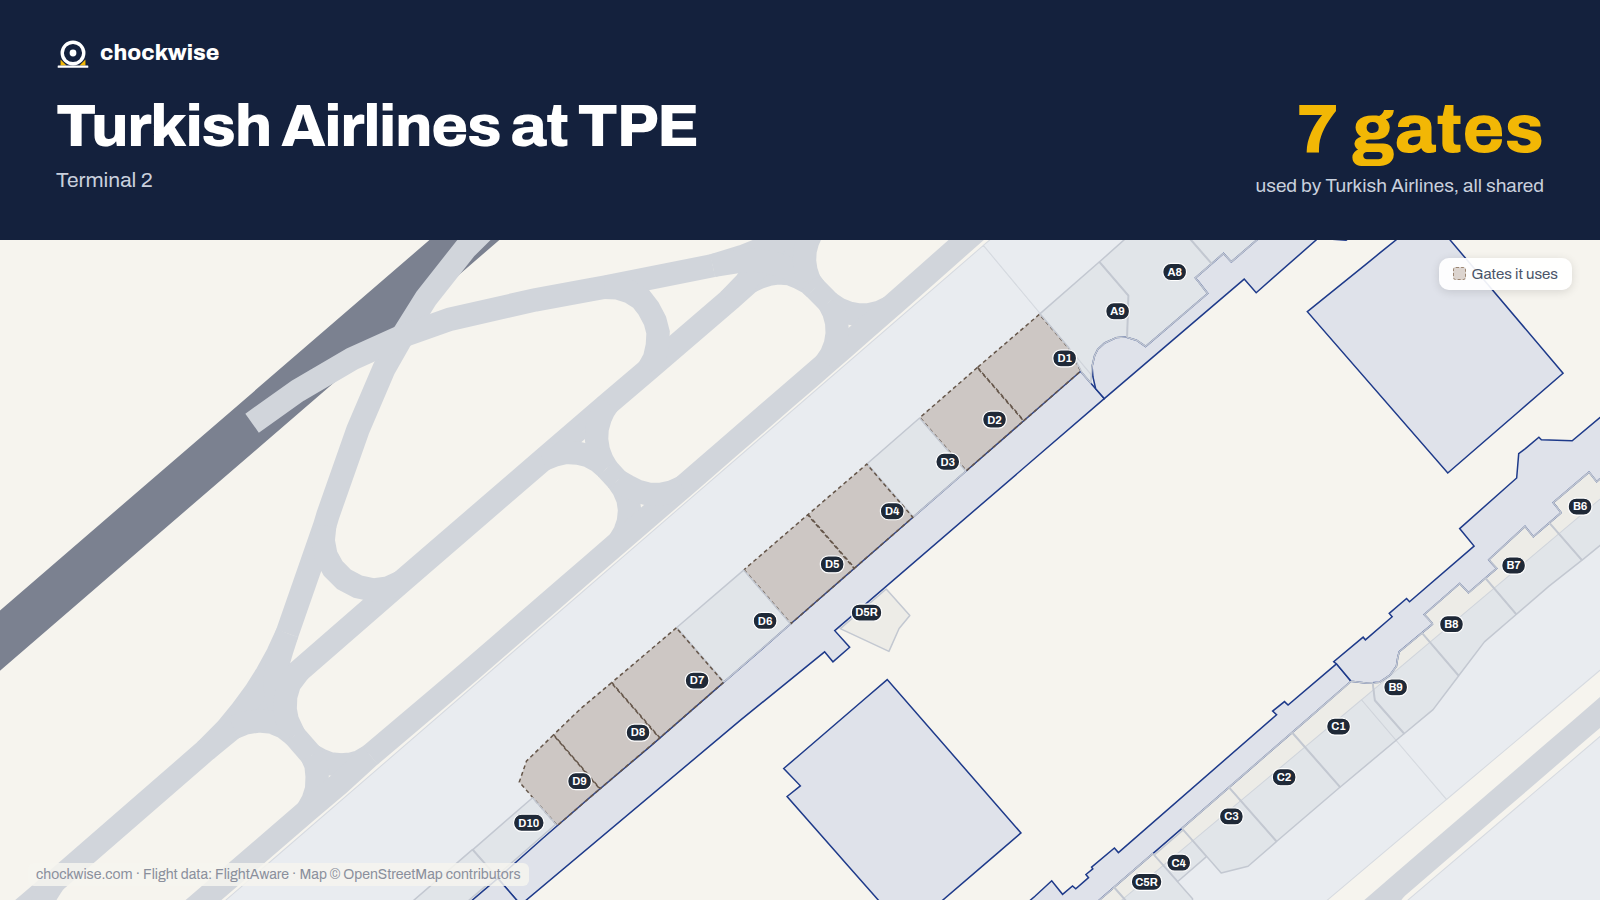 chockwise
Turkish Airlines at TPE
Terminal 2
7 gates
used by Turkish Airlines, all shared
Gates it uses
A8
A9
D1
D2
D3
D4
D5
D5R
D6
D7
D8
D9
D10
B6
B7
B8
B9
C1
C2
C3
C4
C5R
chockwise.com · Flight data: FlightAware · Map © OpenStreetMap contributors